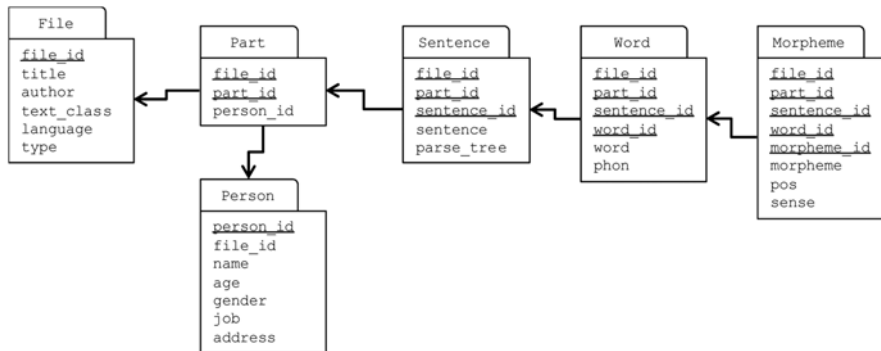 File
file_id
title
author
text_class
language
type
Part
file_id
part_id
person_id
Person
person_id
file_id
name
age
gender
job
address
Sentence
file_id
part_id
sentence_id
sentence
parse_tree
Word
file_id
part_id
sentence_id
word_id
word
phon
Morpheme
file_id
part_id
sentence_id
word_id
morpheme_id
morpheme
pos
sense